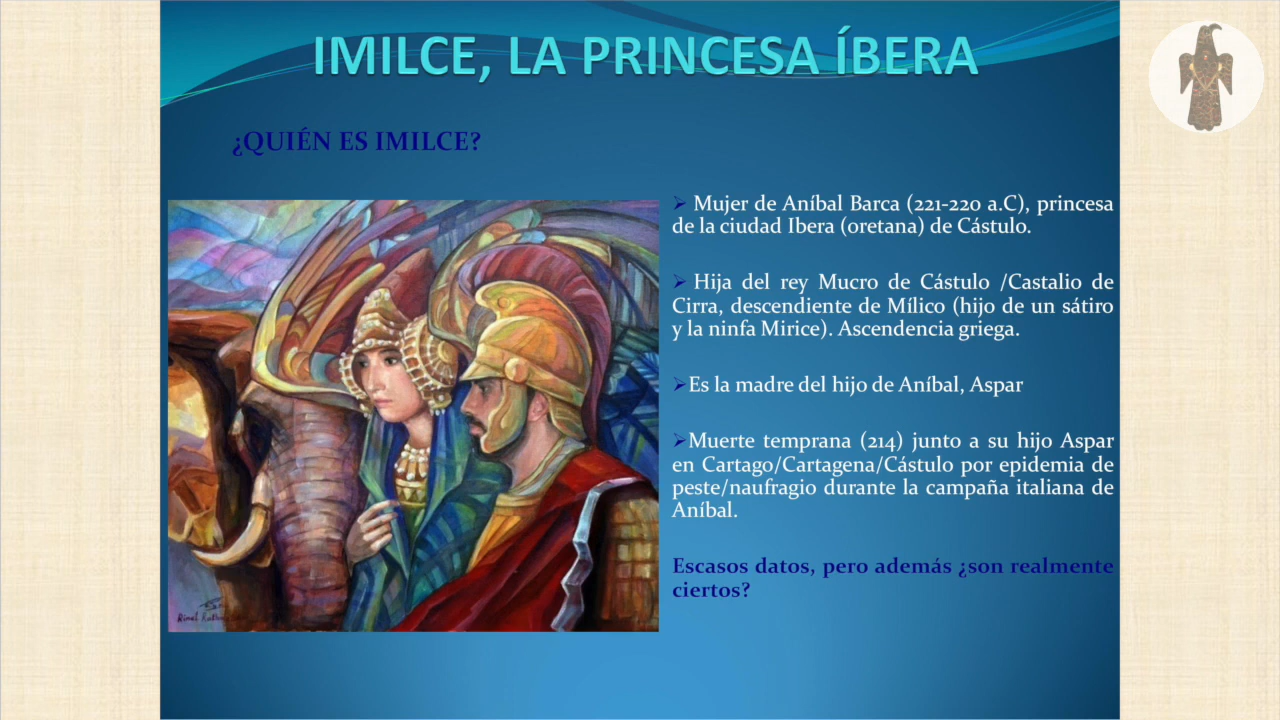 IMILCE, LA PRINCESA ÍBERA
¿QUIÉN ES IMILCE?
➢ Mujer de Aníbal Barca (221-220 a.C), princesa
de la ciudad Ibera (oretana) de Cástulo.
➢ Hija del rey Mucro de Cástulo /Castalio de
Cirra, descendiente de Mílico (hijo de un sátiro
y la ninfa Mirice). Ascendencia griega.
➢Es la madre del hijo de Aníbal, Aspar
➢Muerte temprana (214) junto a su hijo Aspar
en Cartago/Cartagena/Cástulo por epidemia de
peste/naufragio durante la campaña italiana de
Aníbal.
Escasos datos, pero además ¿son realmente
ciertos?